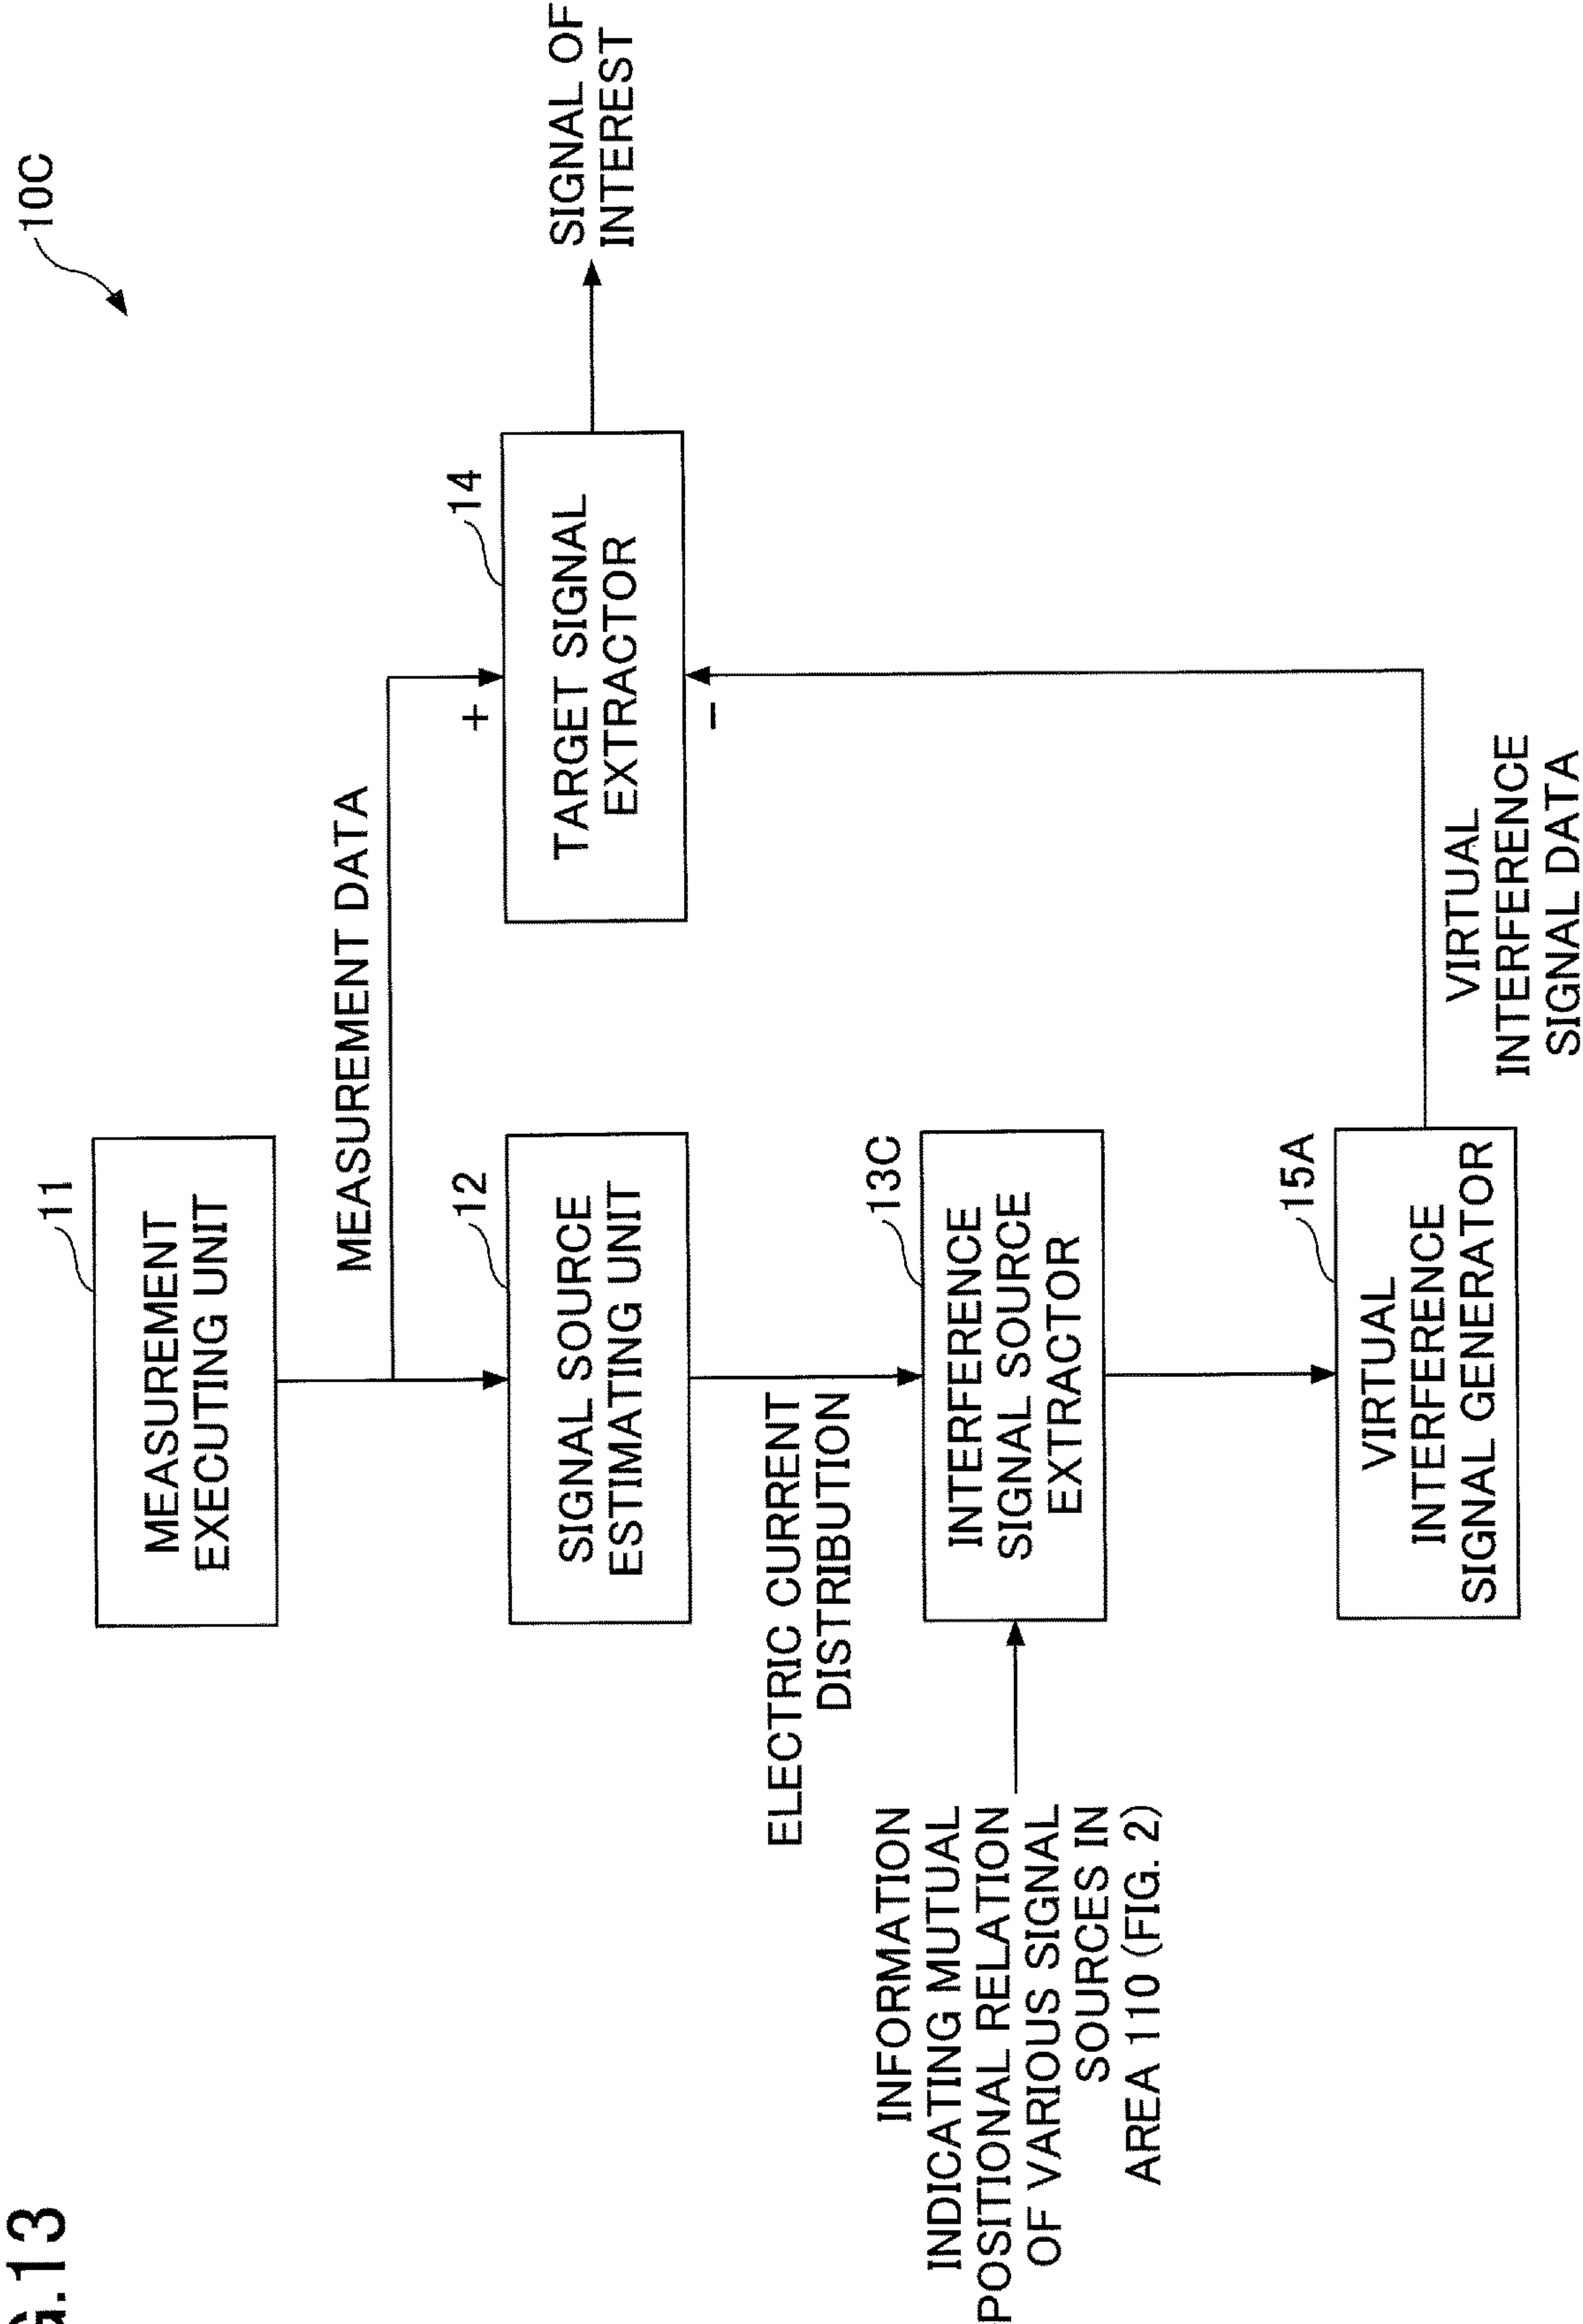 G.13
10C
11
MEASUREMENT
EXECUTING UNIT
MEASUREMENT DATA
12
SIGNAL SOURCE
ESTIMATING UNIT
14
+
TARGET SIGNAL
EXTRACTOR
−
SIGNAL OF
INTEREST
ELECTRIC CURRENT
DISTRIBUTION
INFORMATION
INDICATING MUTUAL
POSITIONAL RELATION
OF VARIOUS SIGNAL
SOURCES IN
AREA 110 (FIG. 2)
13C
INTERFERENCE
SIGNAL SOURCE
EXTRACTOR
15A
VIRTUAL
INTERFERENCE
SIGNAL GENERATOR
VIRTUAL
INTERFERENCE
SIGNAL DATA